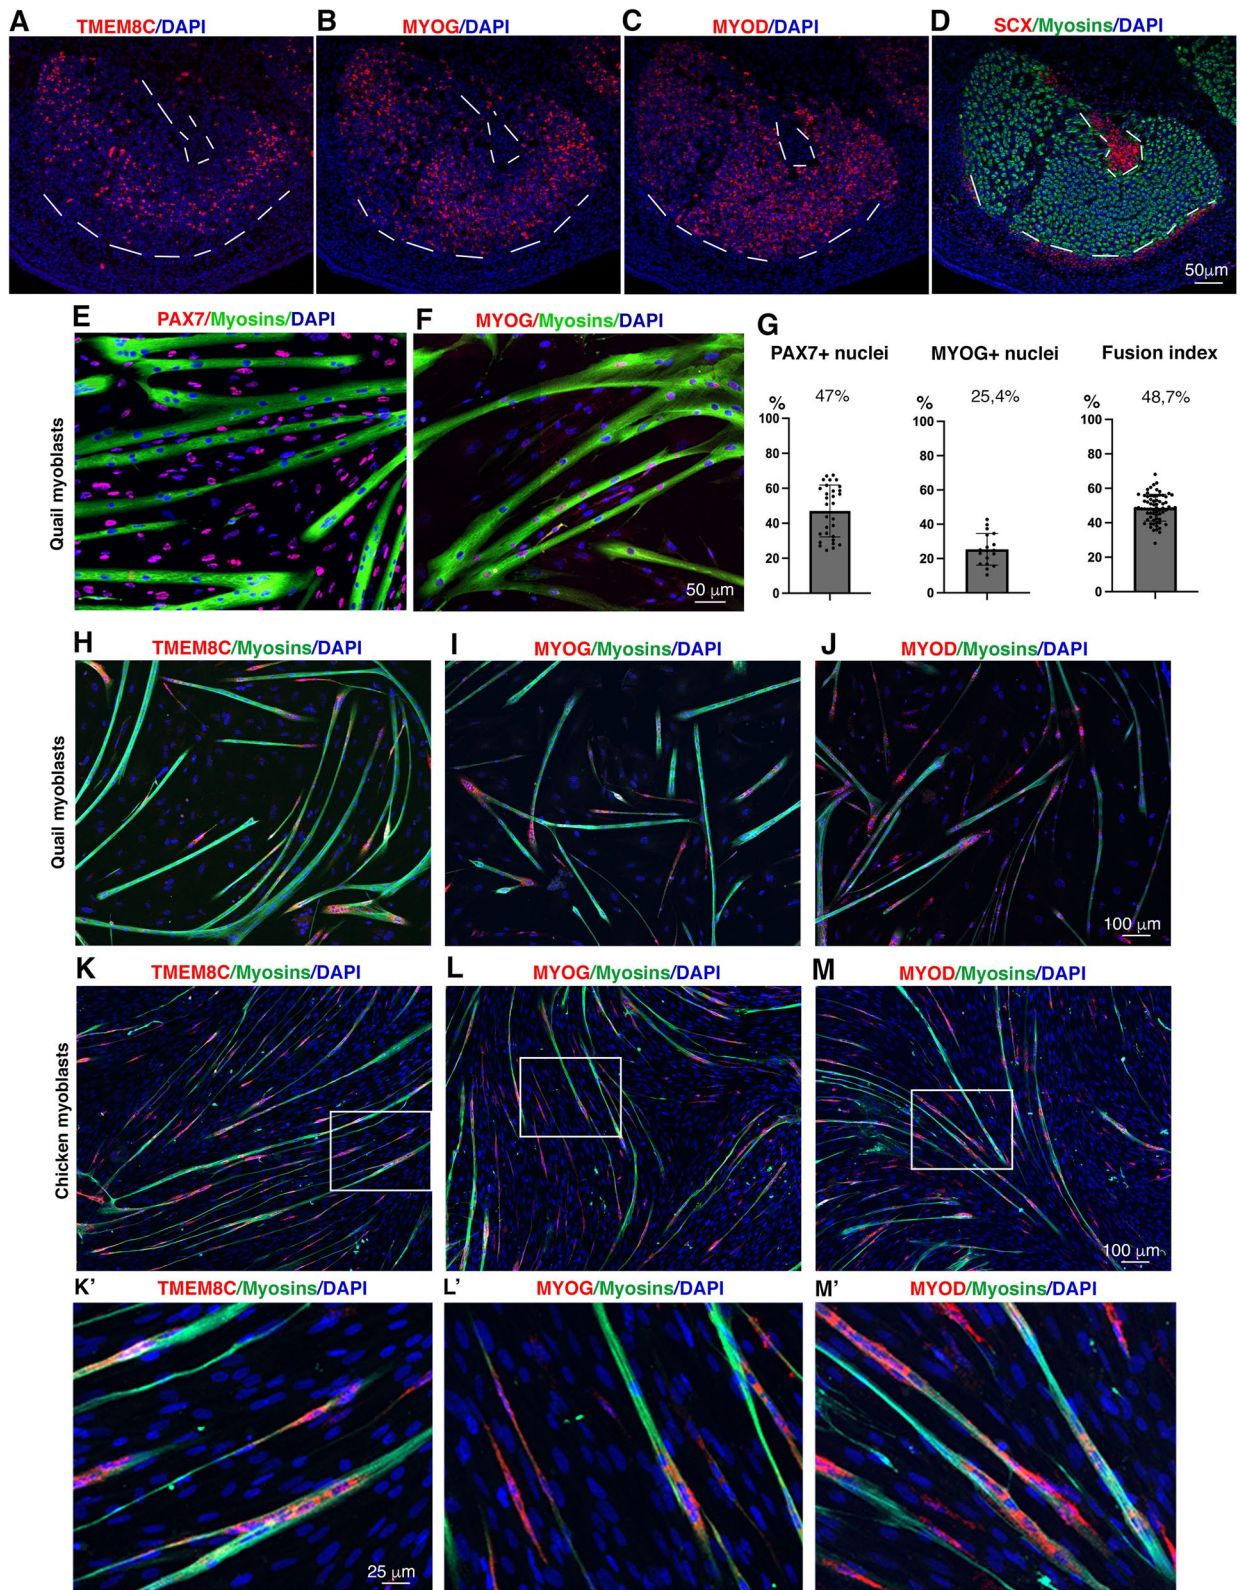 A TMEM8C/DAPI
B MYOG/DAPI
C MYOD/DAPI
D SCX/Myosins/DAPI
50µm
E PAX7/Myosins/DAPI
F MYOG/Myosins/DAPI
G
Quail myoblasts
50 µm
PAX7+ nuclei
47%
%
100
80
60
40
20
0
MYOG+ nuclei
25,4%
%
100
80
60
40
20
0
Fusion index
48,7%
%
100
80
60
40
20
0
H TMEM8C/Myosins/DAPI
I MYOG/Myosins/DAPI
J MYOD/Myosins/DAPI
Quail myoblasts
100 µm
K TMEM8C/Myosins/DAPI
L MYOG/Myosins/DAPI
M MYOD/Myosins/DAPI
Chicken myoblasts
100 µm
K’ TMEM8C/Myosins/DAPI
L’ MYOG/Myosins/DAPI
M’ MYOD/Myosins/DAPI
25 µm